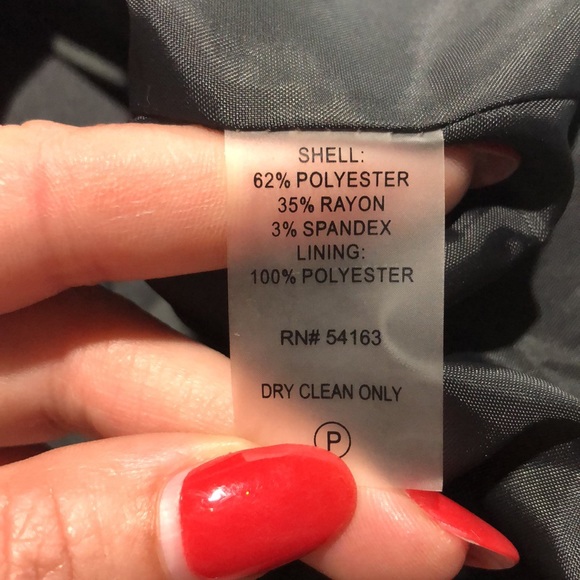 SHELL:
62% POLYESTER
35% RAYON
3% SPANDEX
LINING:
100% POLYESTER
RN# 54163
DRY CLEAN ONLY
P